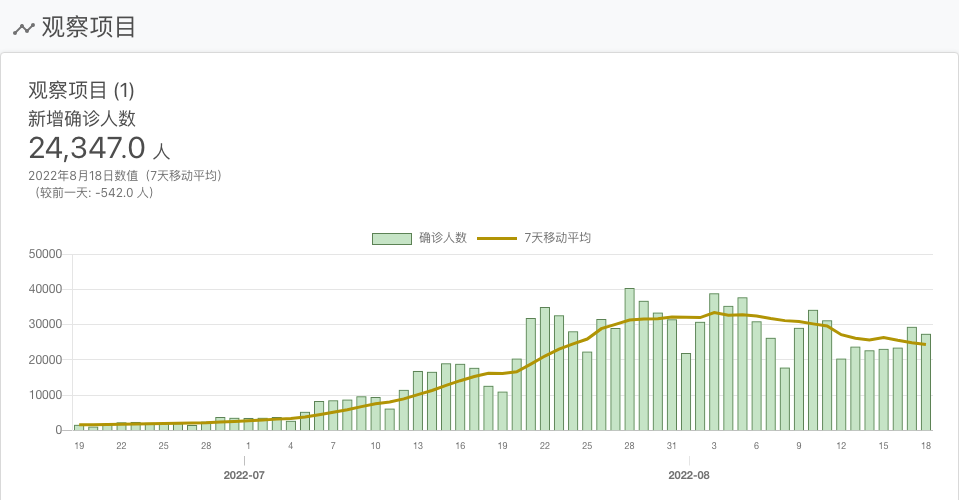 观察项目
观察项目 (1)
新增确诊人数
24,347.0 人
2022年8月18日数值（7天移动平均）
（较前一天: -542.0 人）
确诊人数 7天移动平均
50000
40000
30000
20000
10000
0
19 22 25 28 1 4 7 10 13 16 19 22 25 28 31 3 6 9 12 15 18
2022-07 2022-08